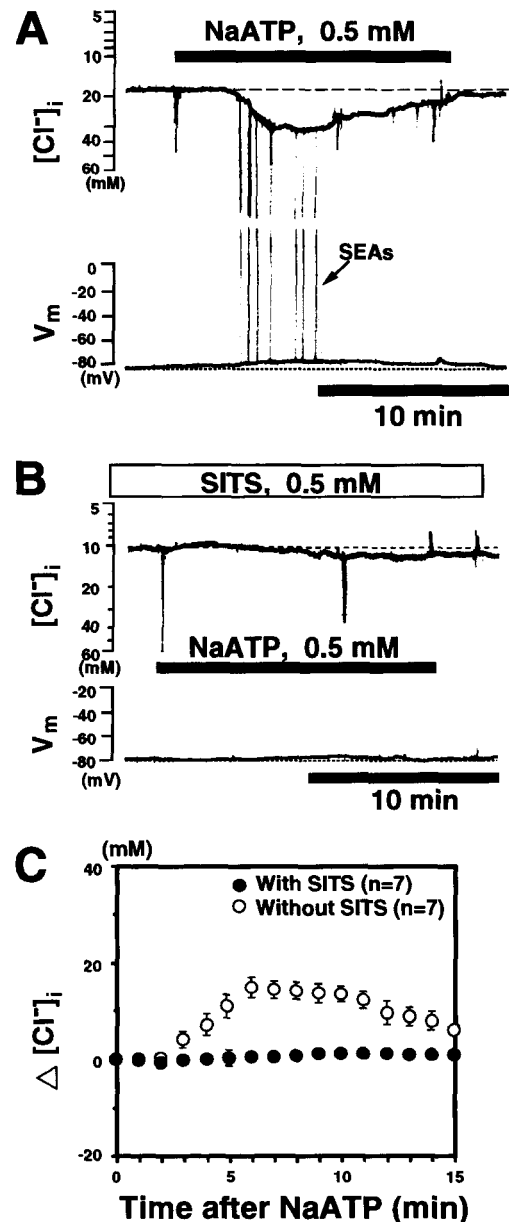 A
NaATP, 0.5 mM
5
10
20
40
60
(mM)
[Cl⁻]i
SEAs
0
-20
-40
-60
-80
(mV)
Vm
10 min
B
SITS, 0.5 mM
5
10
20
40
60
(mM)
[Cl⁻]i
NaATP, 0.5 mM
-20
-40
-60
-80
(mV)
Vm
10 min
C
(mM)
40
20
0
-20
△ [Cl⁻]i
With SITS (n=7)
Without SITS (n=7)
0 5 10 15
Time after NaATP (min)